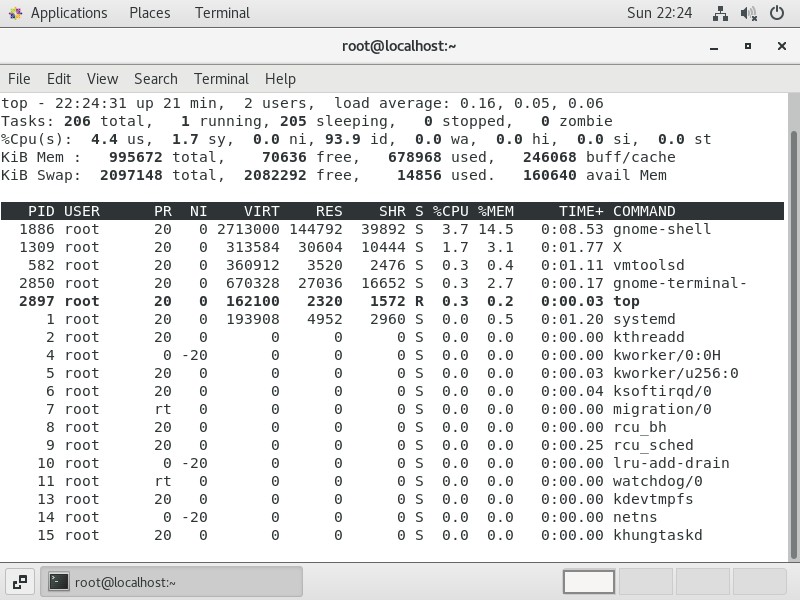 Applications Places Terminal Sun 22:24
root@localhost:~
File Edit View Search Terminal Help
top - 22:24:31 up 21 min,  2 users,  load average: 0.16, 0.05, 0.06
Tasks: 206 total,   1 running, 205 sleeping,   0 stopped,   0 zombie
%Cpu(s):  4.4 us,  1.7 sy,  0.0 ni, 93.9 id,  0.0 wa,  0.0 hi,  0.0 si,  0.0 st
KiB Mem :   995672 total,    70636 free,   678968 used,   246068 buff/cache
KiB Swap:  2097148 total,  2082292 free,    14856 used.   160640 avail Mem
PID USER      PR  NI    VIRT    RES    SHR S %CPU %MEM     TIME+ COMMAND
1886 root      20   0 2713000 144792  39892 S  3.7 14.5   0:08.53 gnome-shell
1309 root      20   0  313584  30604  10444 S  1.7  3.1   0:01.77 X
582 root      20   0  360912   3520   2476 S  0.3  0.4   0:01.11 vmtoolsd
2850 root      20   0  670328  27036  16652 S  0.3  2.7   0:00.17 gnome-terminal-
2897 root      20   0  162100   2320   1572 R  0.3  0.2   0:00.03 top
1 root      20   0  193908   4952   2960 S  0.0  0.5   0:01.20 systemd
2 root      20   0       0      0      0 S  0.0  0.0   0:00.00 kthreadd
4 root       0 -20       0      0      0 S  0.0  0.0   0:00.00 kworker/0:0H
5 root      20   0       0      0      0 S  0.0  0.0   0:00.03 kworker/u256:0
6 root      20   0       0      0      0 S  0.0  0.0   0:00.04 ksoftirqd/0
7 root      rt   0       0      0      0 S  0.0  0.0   0:00.00 migration/0
8 root      20   0       0      0      0 S  0.0  0.0   0:00.00 rcu_bh
9 root      20   0       0      0      0 S  0.0  0.0   0:00.25 rcu_sched
10 root       0 -20       0      0      0 S  0.0  0.0   0:00.00 lru-add-drain
11 root      rt   0       0      0      0 S  0.0  0.0   0:00.00 watchdog/0
13 root      20   0       0      0      0 S  0.0  0.0   0:00.00 kdevtmpfs
14 root       0 -20       0      0      0 S  0.0  0.0   0:00.00 netns
15 root      20   0       0      0      0 S  0.0  0.0   0:00.00 khungtaskd
root@localhost:~